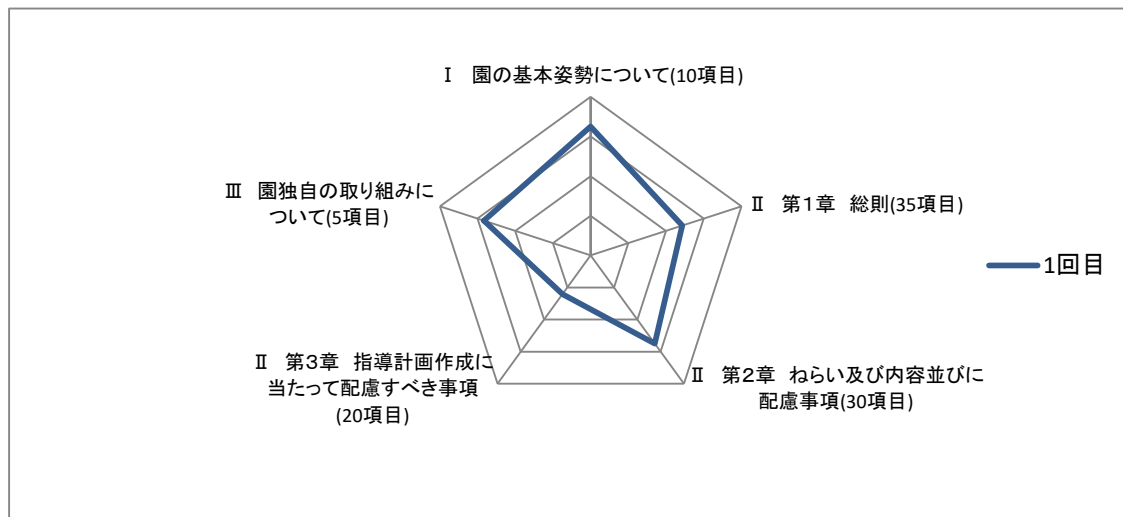 Ⅰ　園の基本姿勢について(10項目)
Ⅱ　第1章　総則(35項目)
Ⅱ　第2章　ねらい及び内容並びに
配慮事項(30項目)
Ⅱ　第3章　指導計画作成に
当たって配慮すべき事項
(20項目)
Ⅲ　園独自の取り組みに
ついて(5項目)
1回目